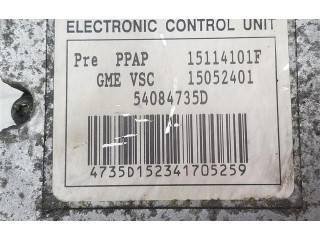 ELECTRONIC CONTROL UNIT
Pre PPAP 15114101F
GME VSC 15052401
54084735D
4735D152341705259